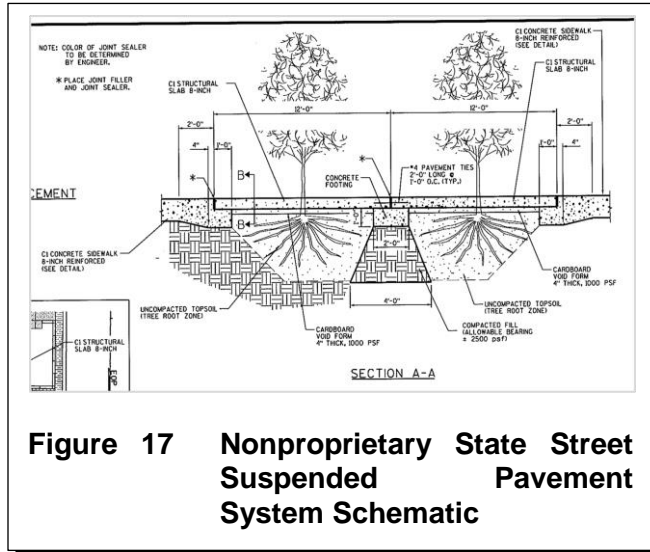 NOTE: COLOR OF JOINT SEALER
TO BE DETERMINED
BY ENGINEER.
* PLACE JOINT FILLER
AND JOINT SEALER.
C1 CONCRETE SIDEWALK
8-INCH REINFORCED
(SEE DETAIL)
C1 STRUCTURAL
SLAB 8-INCH
C1 STRUCTURAL
SLAB 8-INCH
12'-0"
12'-0"
2'-0"
2'-0"
4"
1'-0"
1'-0"
4"
*
B
*
#4 PAVEMENT TIES
2'-0" LONG @
1'-0" O.C. (TYP.)
CONCRETE
FOOTING
CEMENT
B
2'-0"
C1 CONCRETE SIDEWALK
8-INCH REINFORCED
(SEE DETAIL)
CARDBOARD
VOID FORM
4" THICK, 1000 PSF
4'-0"
UNCOMPACTED TOPSOIL
(TREE ROOT ZONE)
UNCOMPACTED TOPSOIL
(TREE ROOT ZONE)
CARDBOARD
VOID FORM
4" THICK, 1000 PSF
COMPACTED FILL
(ALLOWABLE BEARING
= 2500 psf)
C1 STRUCTURAL
SLAB 8-INCH
EOP
SECTION A-A
Figure 17 Nonproprietary State Street
Suspended Pavement
System Schematic